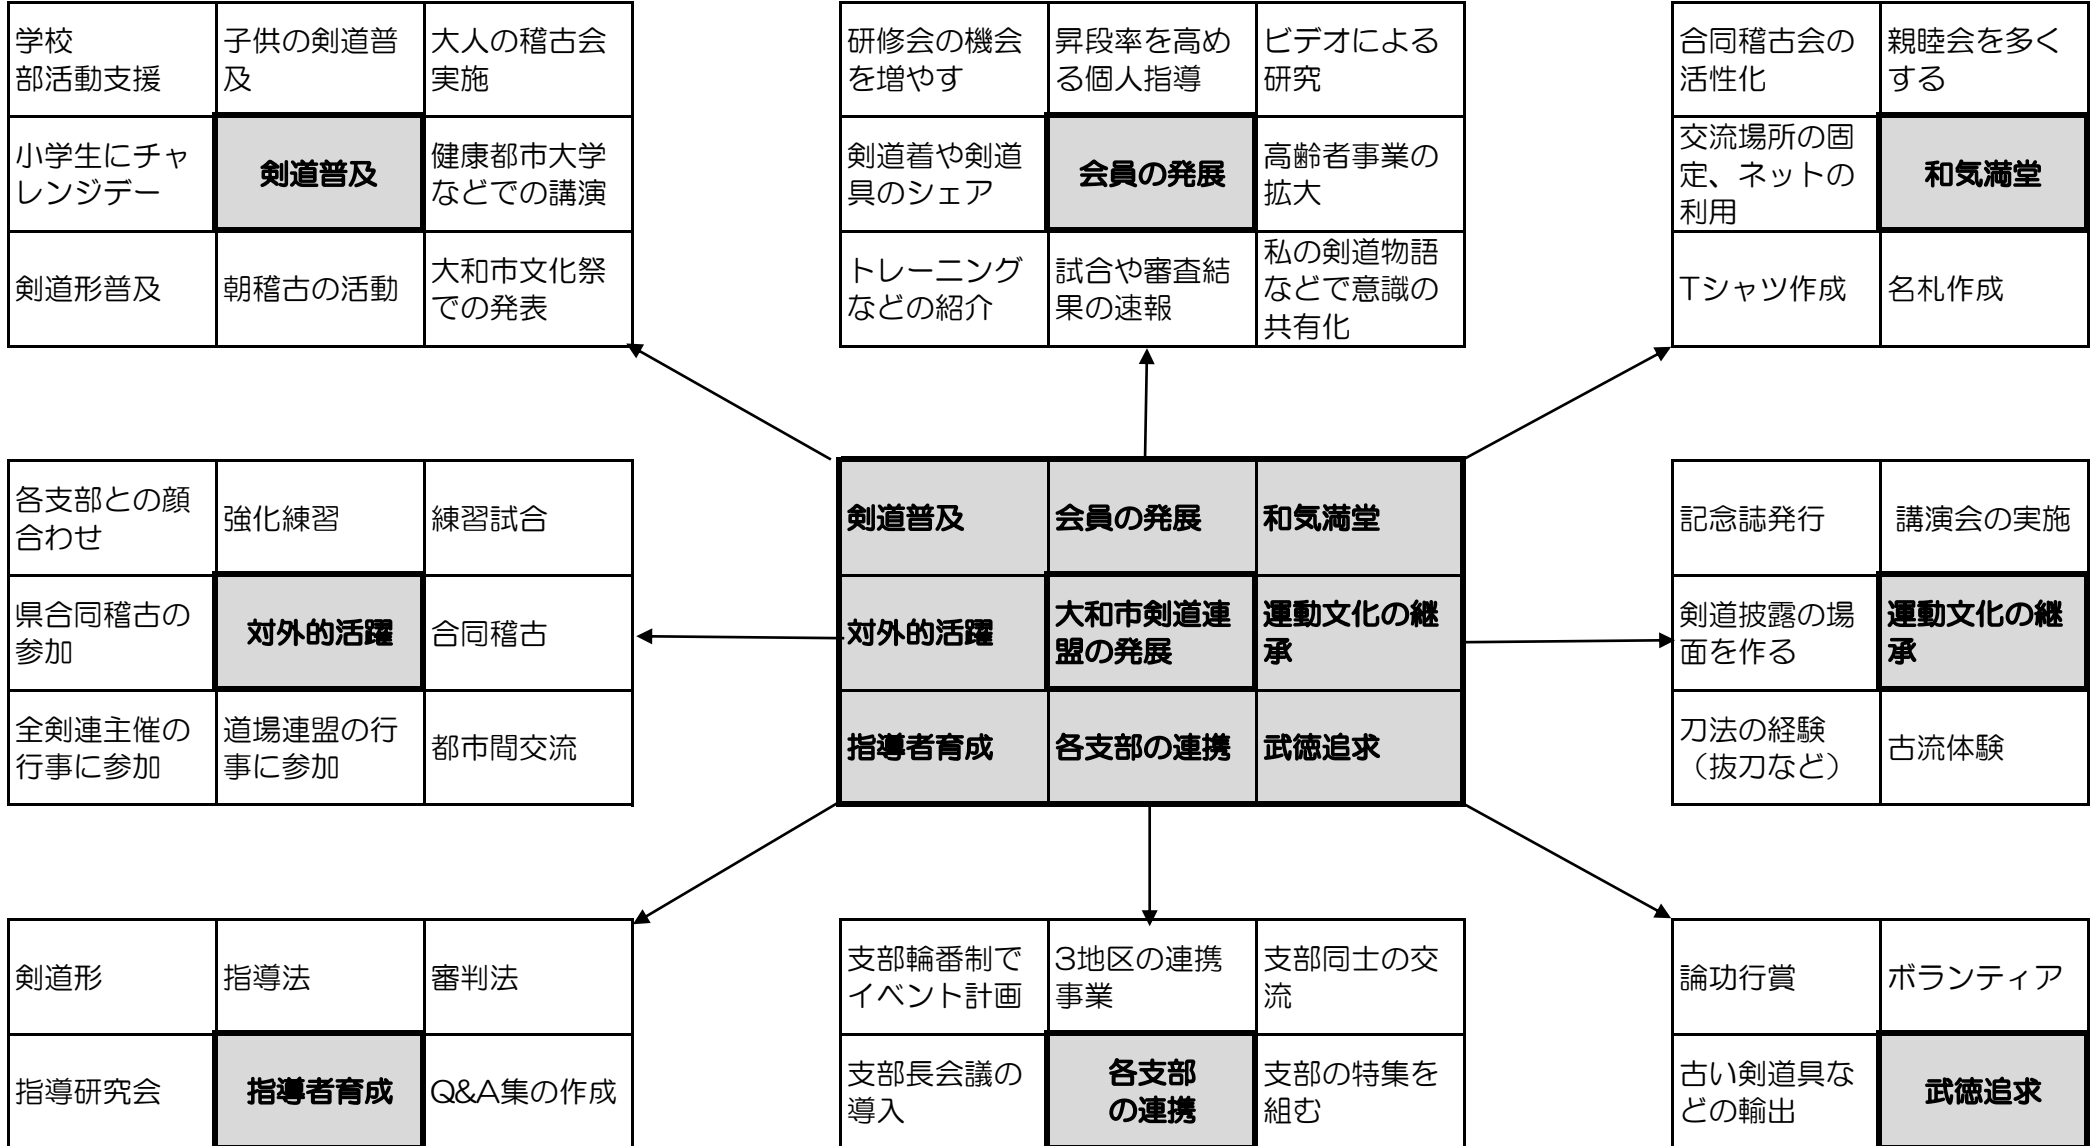 学校
部活動支援
子供の剣道普
及
大人の稽古会
実施
小学生にチャ
レンジデー
剣道普及
健康都市大学
などでの講演
剣道形普及
朝稽古の活動
大和市文化祭
での発表
研修会の機会
を増やす
昇段率を高め
る個人指導
ビデオによる
研究
剣道着や剣道
具のシェア
会員の発展
高齢者事業の
拡大
トレーニング
などの紹介
試合や審査結
果の速報
私の剣道物語
などで意識の
共有化
合同稽古会の
活性化
親睦会を多く
する
交流場所の固
定、ネットの
利用
和気満堂
Tシャツ作成
名札作成
各支部との顔
合わせ
強化練習
練習試合
県合同稽古の
参加
対外的活躍
合同稽古
全剣連主催の
行事に参加
道場連盟の行
事に参加
都市間交流
剣道普及
会員の発展
和気満堂
対外的活躍
大和市剣道連
盟の発展
運動文化の継
承
指導者育成
各支部の連携
武徳追求
記念誌発行
講演会の実施
剣道披露の場
面を作る
運動文化の継
承
刀法の経験
（抜刀など）
古流体験
剣道形
指導法
審判法
指導研究会
指導者育成
Q&A集の作成
支部輪番制で
イベント計画
3地区の連携
事業
支部同士の交
流
支部長会議の
導入
各支部
の連携
支部の特集を
組む
論功行賞
ボランティア
古い剣道具な
どの輸出
武徳追求